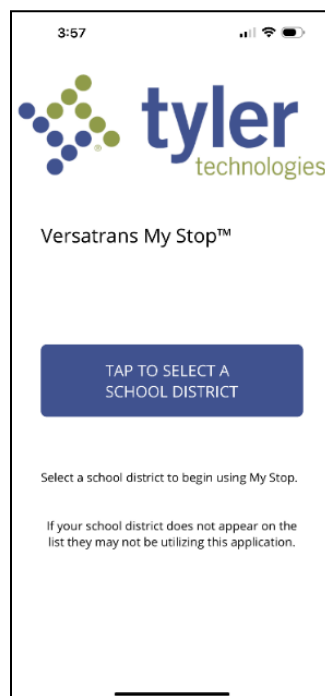 3:57
tyler
technologies
Versatrans My Stop™
TAP TO SELECT A
SCHOOL DISTRICT
Select a school district to begin using My Stop.
If your school district does not appear on the
list they may not be utilizing this application.